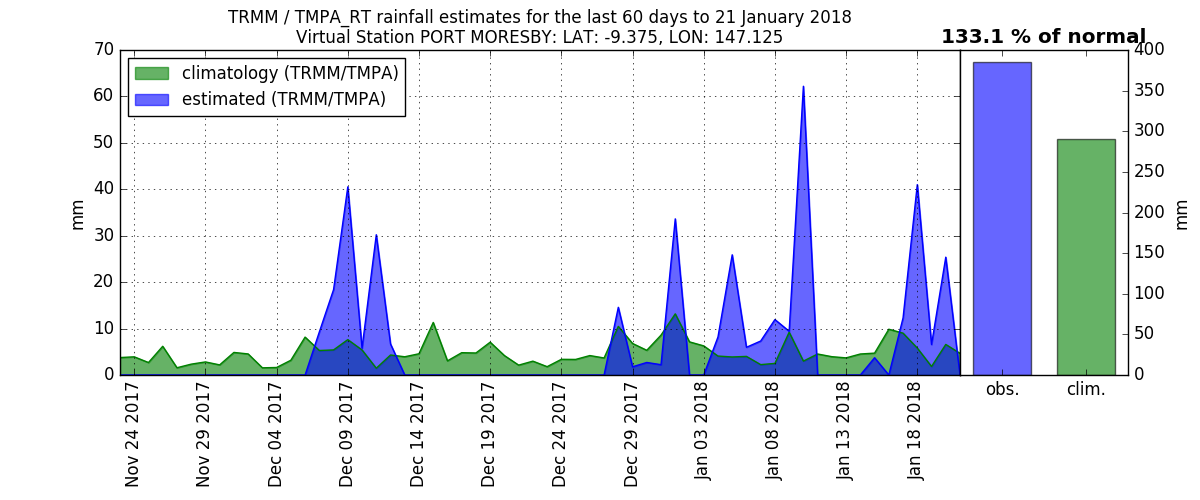 TRMM / TMPA_RT rainfall estimates for the last 60 days to 21 January 2018
Virtual Station PORT MORESBY: LAT: -9.375, LON: 147.125
133.1 % of normal
climatology (TRMM/TMPA)
estimated (TRMM/TMPA)
mm
70
60
50
40
30
20
10
0
Nov 24 2017
Nov 29 2017
Dec 04 2017
Dec 09 2017
Dec 14 2017
Dec 19 2017
Dec 24 2017
Dec 29 2017
Jan 03 2018
Jan 08 2018
Jan 13 2018
Jan 18 2018
obs.
clim.
400
350
300
250
200
150
100
50
0
mm